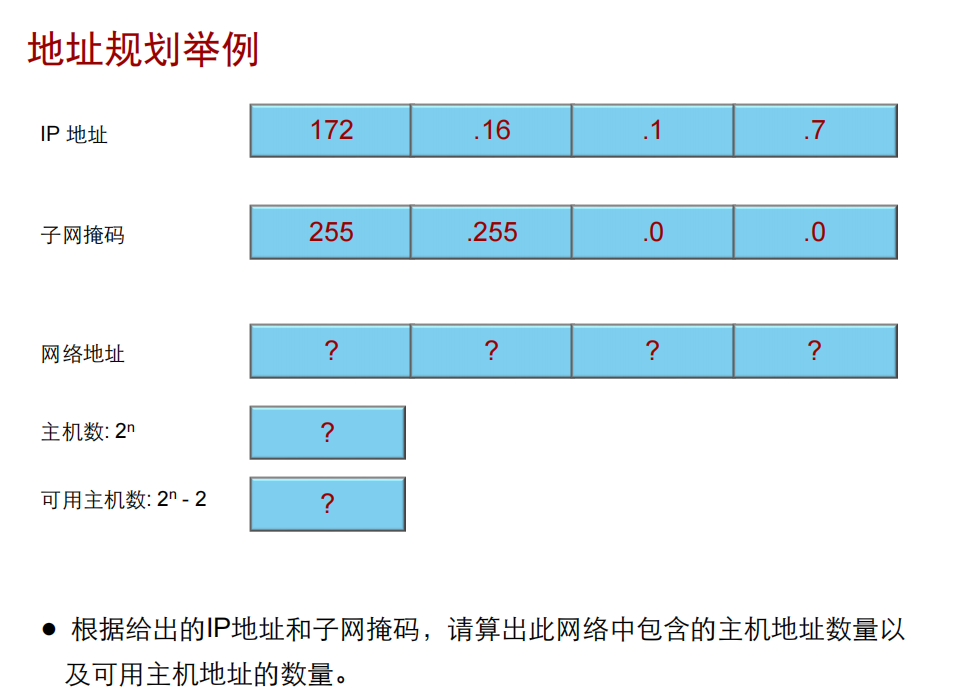 地址规划举例
IP 地址 172 .16 .1 .7
子网掩码 255 .255 .0 .0
网络地址 ? ? ? ?
主机数: 2ⁿ ?
可用主机数: 2ⁿ - 2 ?
● 根据给出的IP地址和子网掩码，请算出此网络中包含的主机地址数量以
及可用主机地址的数量。